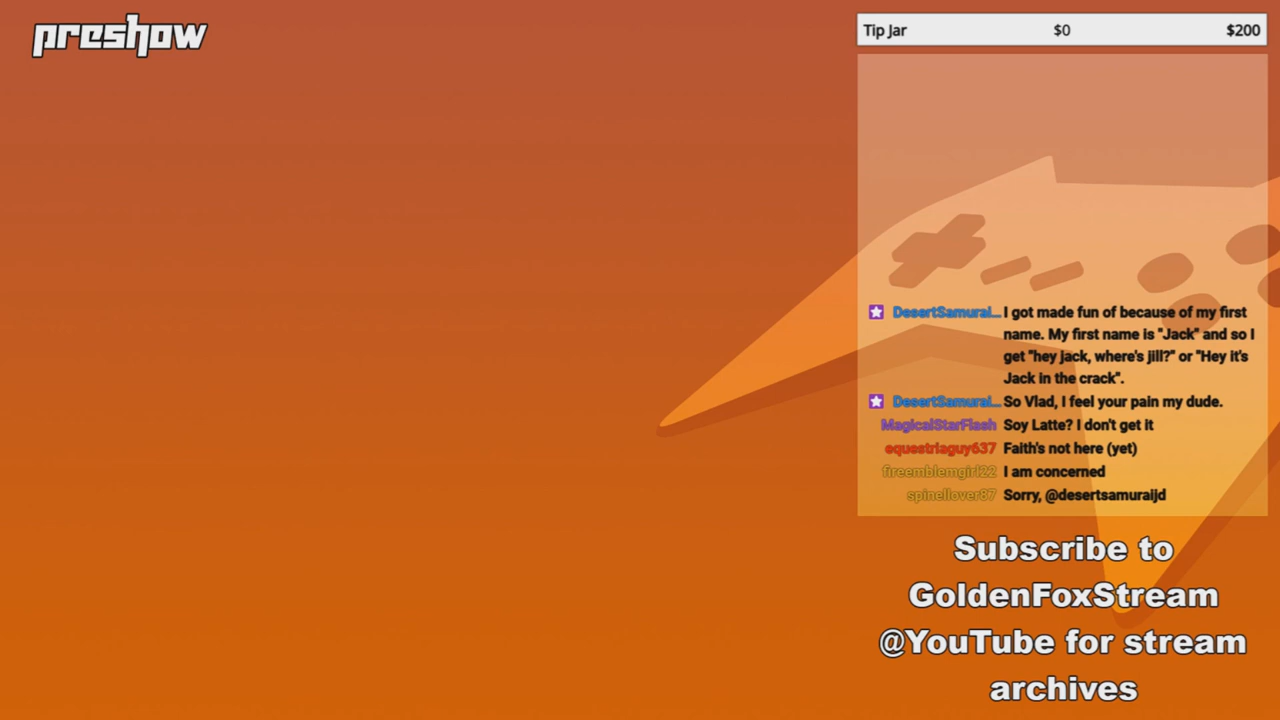 preshow
Tip Jar $0 $200
DesertSamurai... I got made fun of because of my first
name. My first name is "Jack" and so I
get "hey jack, where's jill?" or "Hey it's
Jack in the crack".
DesertSamurai... So Vlad, I feel your pain my dude.
MagicalStarFlash Soy Latte? I don't get it
equestriaguy637 Faith's not here (yet)
fireemblemgirl22 I am concerned
spinellover87 Sorry, @desertsamuraijd
Subscribe to
GoldenFoxStream
@YouTube for stream
archives